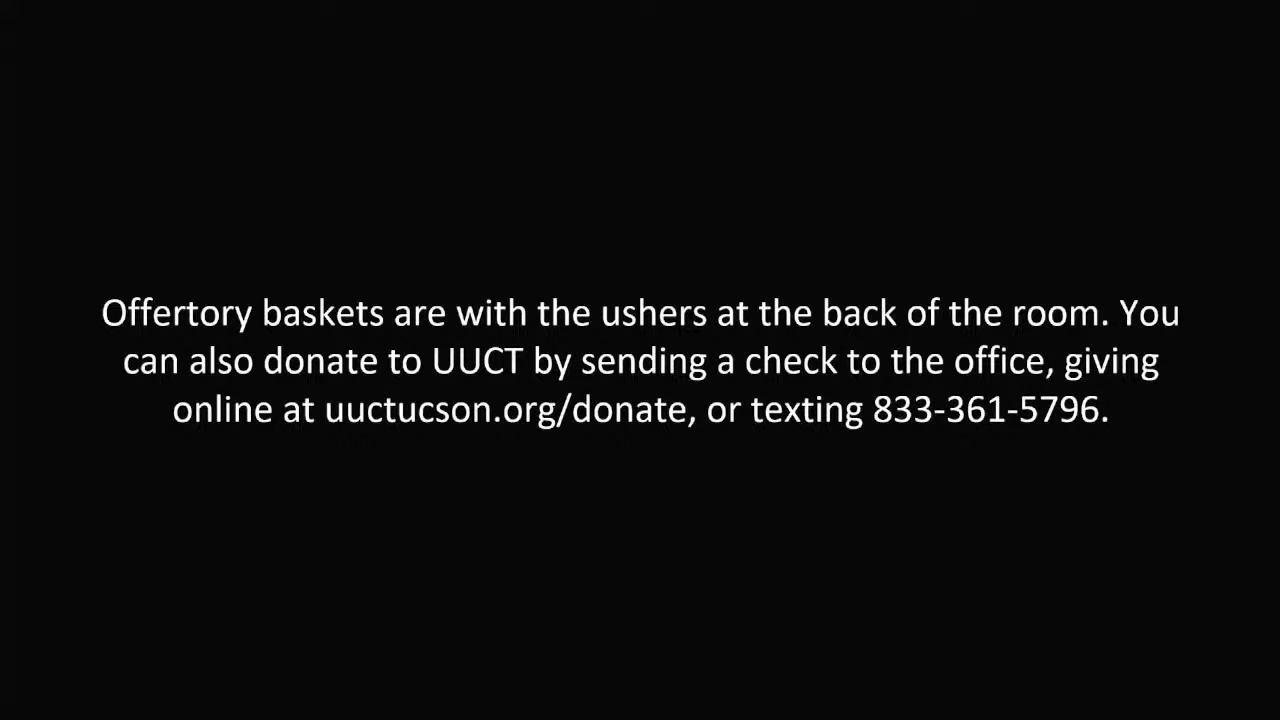 Offertory baskets are with the ushers at the back of the room. You
can also donate to UUCT by sending a check to the office, giving
online at uuctucson.org/donate, or texting 833-361-5796.